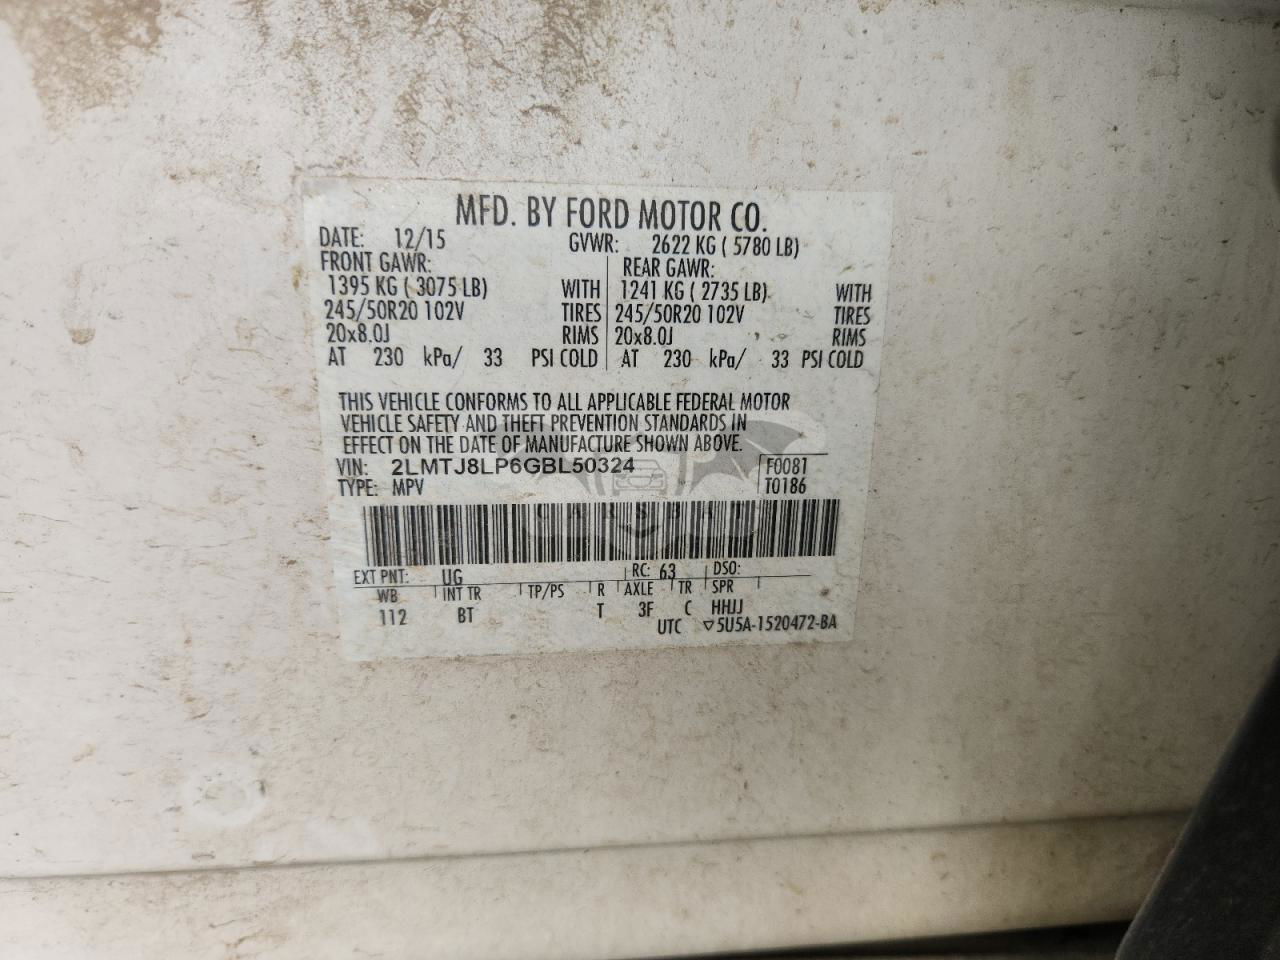 MFD. BY FORD MOTOR CO.
DATE: 12/15 GVWR: 2622 KG ( 5780 LB)
FRONT GAWR: REAR GAWR:
1395 KG ( 3075 LB) WITH 1241 KG ( 2735 LB) WITH
245/50R20 102V TIRES 245/50R20 102V TIRES
20x8.0J RIMS 20x8.0J RIMS
AT 230 kPa/ 33 PSI COLD AT 230 kPa/ 33 PSI COLD
THIS VEHICLE CONFORMS TO ALL APPLICABLE FEDERAL MOTOR
VEHICLE SAFETY AND THEFT PREVENTION STANDARDS IN
EFFECT ON THE DATE OF MANUFACTURE SHOWN ABOVE.
VIN: 2LMTJ8LP6GBL50324 F0081
TYPE: MPV T0186
EXT PNT: UG RC: 63 DSO:
WB INT TR TP/PS R AXLE TR SPR
112 BT T 3F C HHJJ
UTC ▽5U5A-1520472-BA